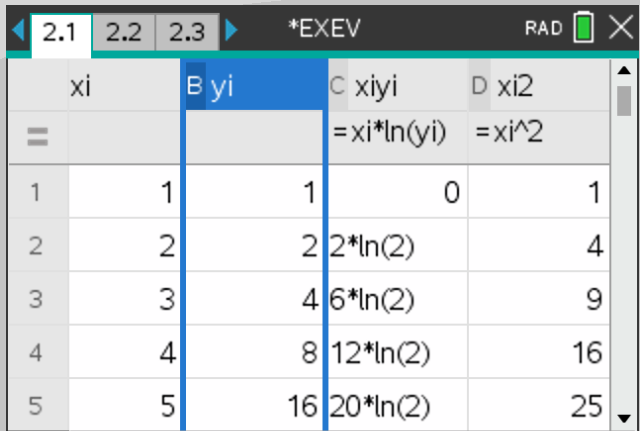 2.1 2.2 2.3 *EXEV RAD
xi B yi C xiyi D xi2
= =xi*ln(yi) =xi^2
1 1 1 0 1
2 2 2 2*ln(2) 4
3 3 4 6*ln(2) 9
4 4 8 12*ln(2) 16
5 5 16 20*ln(2) 25